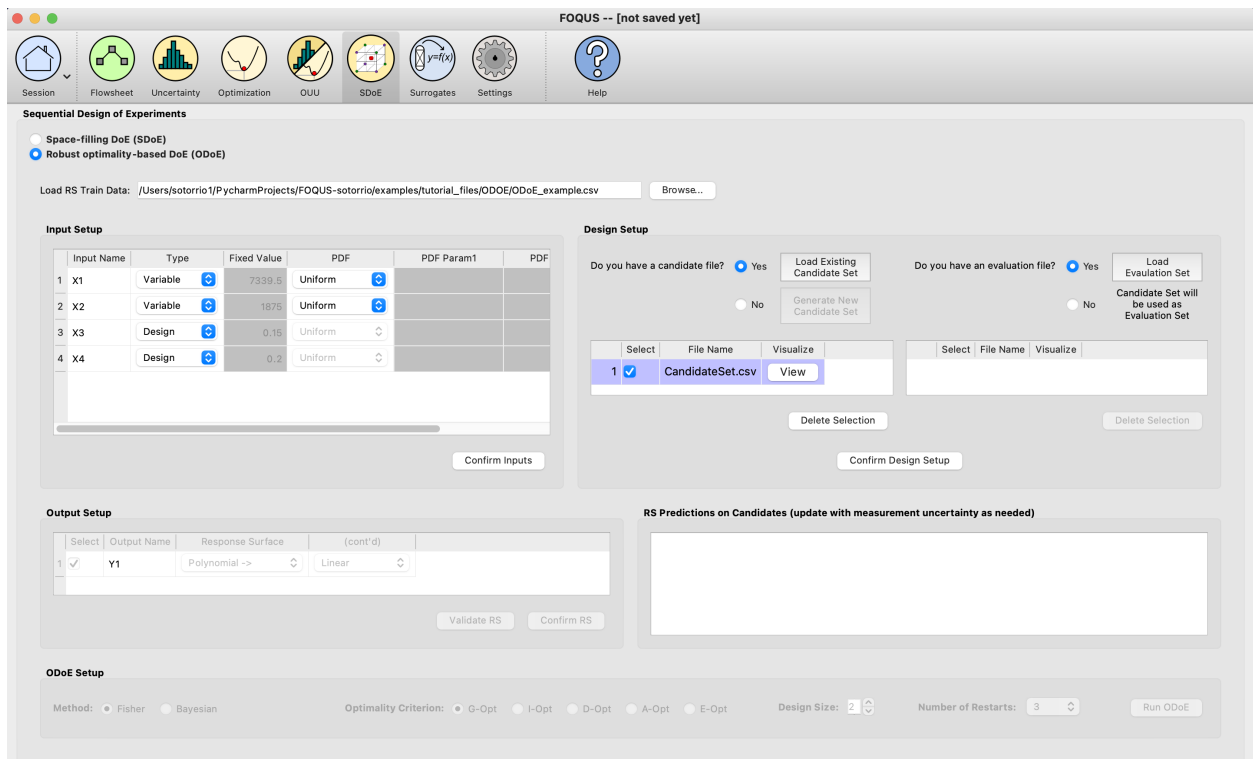 FOQUS -- [not saved yet]
y=f(x)
Session Flowsheet Uncertainty Optimization OUU SDoE Surrogates Settings Help
Sequential Design of Experiments
Space-filling DoE (SDoE)
Robust optimality-based DoE (ODoE)
Load RS Train Data: /Users/sotorrio1/PycharmProjects/FOQUS-sotorrio/examples/tutorial_files/ODOE/ODoE_example.csv Browse...
Input Setup
Input Name Type Fixed Value PDF PDF Param1 PDF
1 X1 Variable 7339.5 Uniform
2 X2 Variable 1875 Uniform
3 X3 Design 0.15 Uniform
4 X4 Design 0.2 Uniform
Confirm Inputs
Design Setup
Do you have a candidate file? Yes Load Existing Candidate Set
No Generate New Candidate Set
Do you have an evaluation file? Yes Load Evaulation Set
No Candidate Set will be used as Evaluation Set
Select File Name Visualize
1 CandidateSet.csv View
Delete Selection
Select File Name Visualize
Delete Selection
Confirm Design Setup
Output Setup
Select Output Name Response Surface (cont'd)
1 Y1 Polynomial -> Linear
Validate RS Confirm RS
RS Predictions on Candidates (update with measurement uncertainty as needed)
ODoE Setup
Method: Fisher Bayesian Optimality Criterion: G-Opt I-Opt D-Opt A-Opt E-Opt Design Size: 2 Number of Restarts: 3 Run ODoE